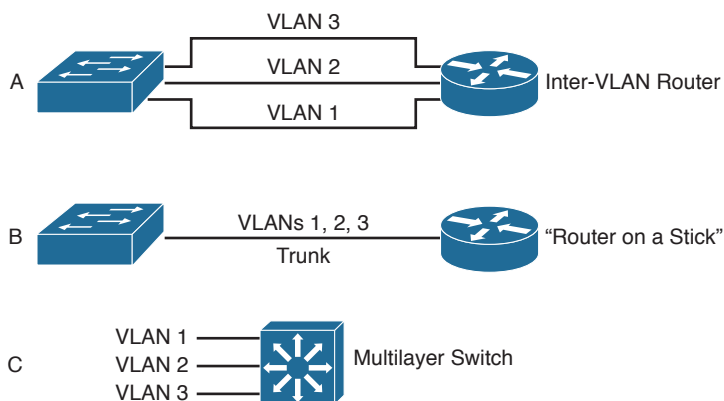 VLAN 3
A
VLAN 2
Inter-VLAN Router
VLAN 1
B
VLANs 1, 2, 3
Trunk
“Router on a Stick”
C
VLAN 1
VLAN 2
VLAN 3
Multilayer Switch